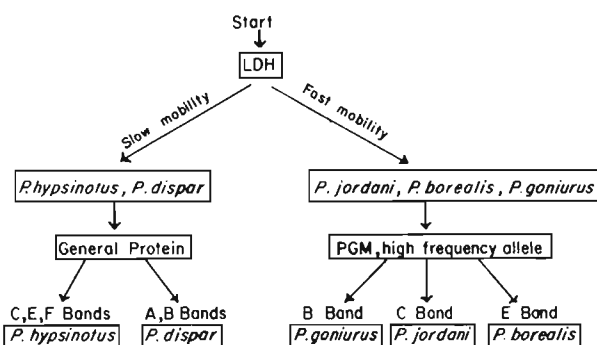 Start
LDH
Slow mobility
Fast mobility
P. hypsinotus, P. dispar
P. jordani, P. borealis, P. goniurus
General Protein
PGM, high frequency allele
C,E,F Bands
A,B Bands
B Band
C Band
E Band
P. hypsinotus
P. dispar
P. goniurus
P. jordani
P. borealis